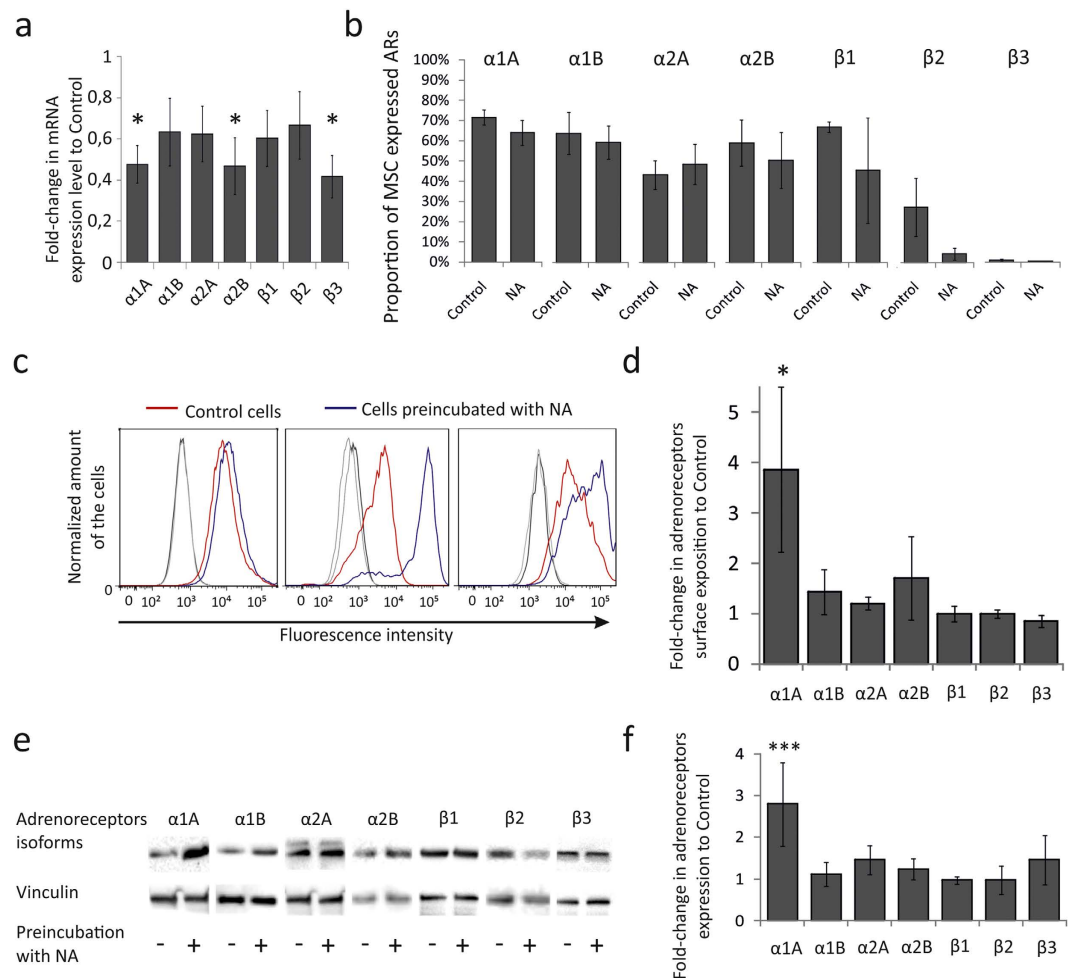 a
Fold-change in mRNA
expression level to Control
1
0,8
0,6
0,4
0,2
0
* * *
α1A α1B α2A α2B β1 β2 β3
b
Proportion of MSC expressed ARs
100%
90%
80%
70%
60%
50%
40%
30%
20%
10%
0%
α1A α1B α2A α2B β1 β2 β3
Control NA Control NA Control NA Control NA Control NA Control NA Control NA
c
Control cells Cells preincubated with NA
Normalized amount
of the cells
0
0 10² 10³ 10⁴ 10⁵ 0 10² 10³ 10⁴ 10⁵ 0 10² 10³ 10⁴ 10⁵
Fluorescence intensity
d
Fold-change in adrenoreceptors
surface exposition to Control
5
4
3
2
1
0
*
α1A α1B α2A α2B β1 β2 β3
e
Adrenoreceptors
isoforms
α1A α1B α2A α2B β1 β2 β3
Vinculin
Preincubation
with NA
- + - + - + - + - + - + - +
f
Fold-change in adrenoreceptors
expression to Control
4
3
2
1
0
***
α1A α1B α2A α2B β1 β2 β3